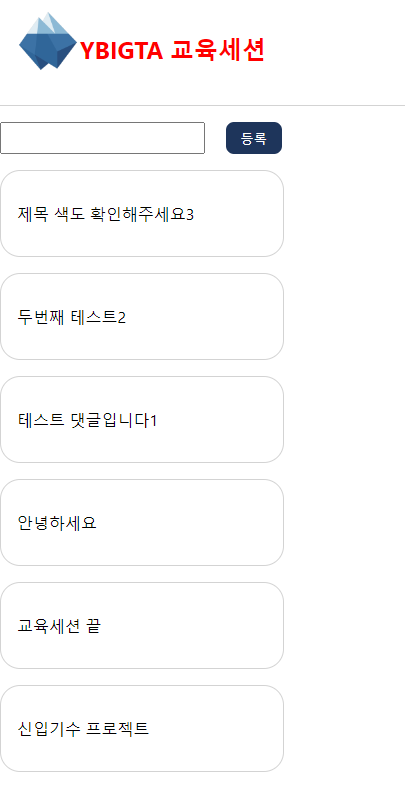 YBIGTA 교육세션
등록
제목 색도 확인해주세요3
두번째 테스트2
테스트 댓글입니다1
안녕하세요
교육세션 끝
신입기수 프로젝트